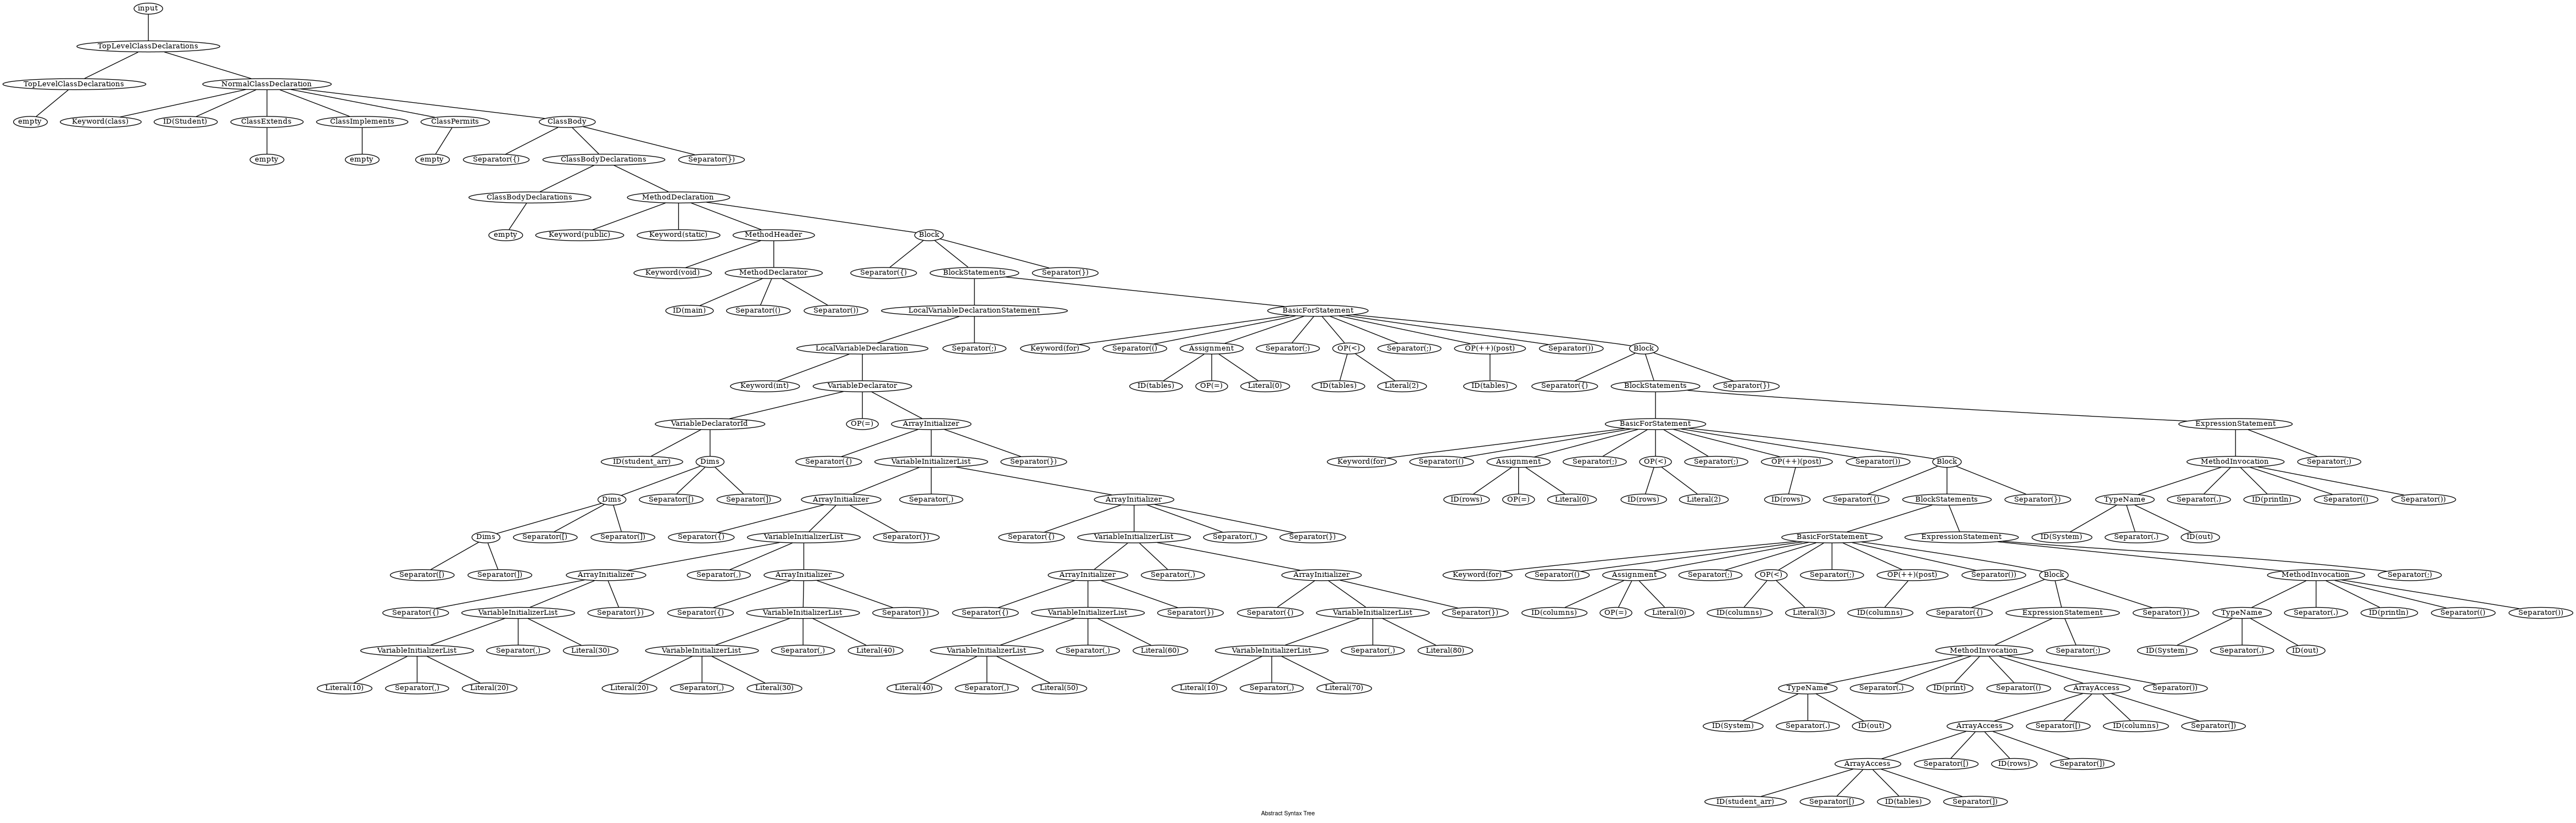 input
TopLevelClassDeclarations
TopLevelClassDeclarations NormalClassDeclaration
empty Keyword(class) ID(Student) ClassExtends ClassImplements ClassPermits ClassBody
empty empty empty Separator({) ClassBodyDeclarations Separator(})
ClassBodyDeclarations MethodDeclaration
empty Keyword(public) Keyword(static) MethodHeader Block
Keyword(void) MethodDeclarator Separator({) BlockStatements Separator(})
ID(main) Separator(() Separator()) LocalVariableDeclarationStatement BasicForStatement
LocalVariableDeclaration Separator(;) Keyword(for) Separator(() Assignment Separator(;) OP(<) Separator(;) OP(++)(post) Separator()) Block
Keyword(int) VariableDeclarator ID(tables) OP(=) Literal(0) ID(tables) Literal(2) ID(tables) Separator({) BlockStatements Separator(})
VariableDeclaratorId OP(=) ArrayInitializer BasicForStatement ExpressionStatement
ID(student_arr) Dims Separator({) VariableInitializerList Separator(}) Keyword(for) Separator(() Assignment Separator(;) OP(<) Separator(;) OP(++)(post) Separator()) Block MethodInvocation Separator(;)
Dims Separator([) Separator(]) ArrayInitializer Separator(,) ArrayInitializer ID(rows) OP(=) Literal(0) ID(rows) Literal(2) ID(rows) Separator({) BlockStatements Separator(}) TypeName Separator(.) ID(println) Separator(() Separator())
Dims Separator([) Separator(]) Separator({) VariableInitializerList Separator(}) Separator({) VariableInitializerList Separator(,) Separator(}) BasicForStatement ExpressionStatement ID(System) Separator(.) ID(out)
Separator([) Separator(]) ArrayInitializer Separator(,) ArrayInitializer ArrayInitializer Separator(,) ArrayInitializer Keyword(for) Separator(() Assignment Separator(;) OP(<) Separator(;) OP(++)(post) Separator()) Block MethodInvocation Separator(;)
Separator({) VariableInitializerList Separator(}) Separator({) VariableInitializerList Separator(}) Separator({) VariableInitializerList Separator(}) Separator({) VariableInitializerList Separator(}) ID(columns) OP(=) Literal(0) ID(columns) Literal(3) ID(columns) Separator({) ExpressionStatement Separator(}) TypeName Separator(.) ID(println) Separator(() Separator())
VariableInitializerList Separator(,) Literal(30) VariableInitializerList Separator(,) Literal(40) VariableInitializerList Separator(,) Literal(60) VariableInitializerList Separator(,) Literal(80) MethodInvocation Separator(;) ID(System) Separator(.) ID(out)
Literal(10) Separator(,) Literal(20) Literal(20) Separator(,) Literal(30) Literal(40) Separator(,) Literal(50) Literal(10) Separator(,) Literal(70) TypeName Separator(.) ID(print) Separator(() ArrayAccess Separator())
ID(System) Separator(.) ID(out) ArrayAccess Separator([) ID(columns) Separator(])
ArrayAccess Separator([) ID(rows) Separator(])
ID(student_arr) Separator([) ID(tables) Separator(])
Abstract Syntax Tree